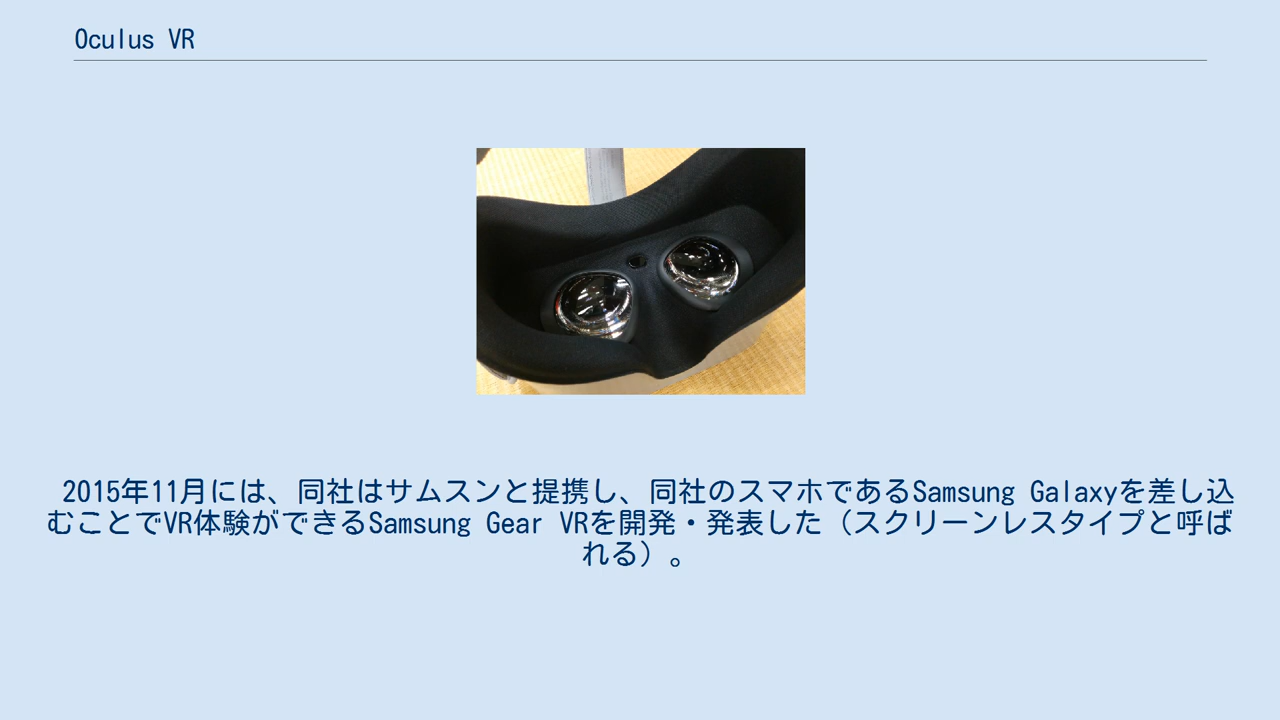 Oculus VR
2015年11月には、同社はサムスンと提携し、同社のスマホであるSamsung Galaxyを差し込
むことでVR体験ができるSamsung Gear VRを開発・発表した（スクリーンレスタイプと呼ば
れる）。